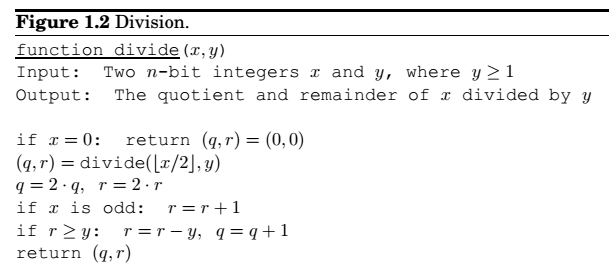 Figure 1.2 Division.
function divide(x,y)
Input: Two n-bit integers x and y, where y ≥ 1
Output: The quotient and remainder of x divided by y
if x = 0: return (q,r) = (0,0)
(q,r) = divide(⌊x/2⌋,y)
q = 2 · q, r = 2 · r
if x is odd: r = r + 1
if r ≥ y: r = r − y, q = q + 1
return (q,r)